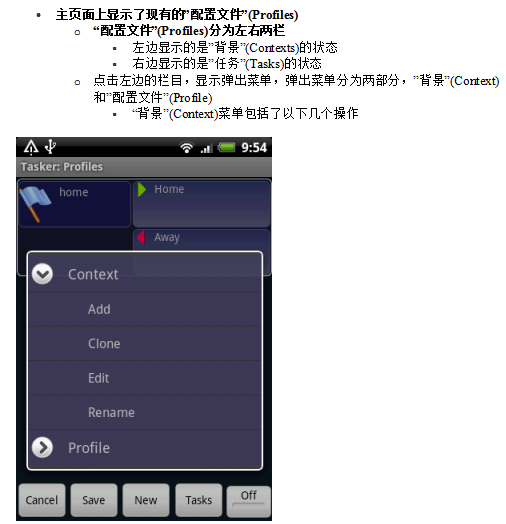 主页面上显示了现有的”配置文件”(Profiles)
“配置文件”(Profiles)分为左右两栏
左边显示的是”背景”(Contexts)的状态
右边显示的是”任务”(Tasks)的状态
点击左边的栏目，显示弹出菜单，弹出菜单分为两部分，”背景”(Context)
和”配置文件”(Profile)
“背景”(Context)菜单包括了以下几个操作
9:54
Tasker: Profiles
home
Home
Away
Context
Add
Clone
Edit
Rename
Profile
Cancel Save New Tasks Off